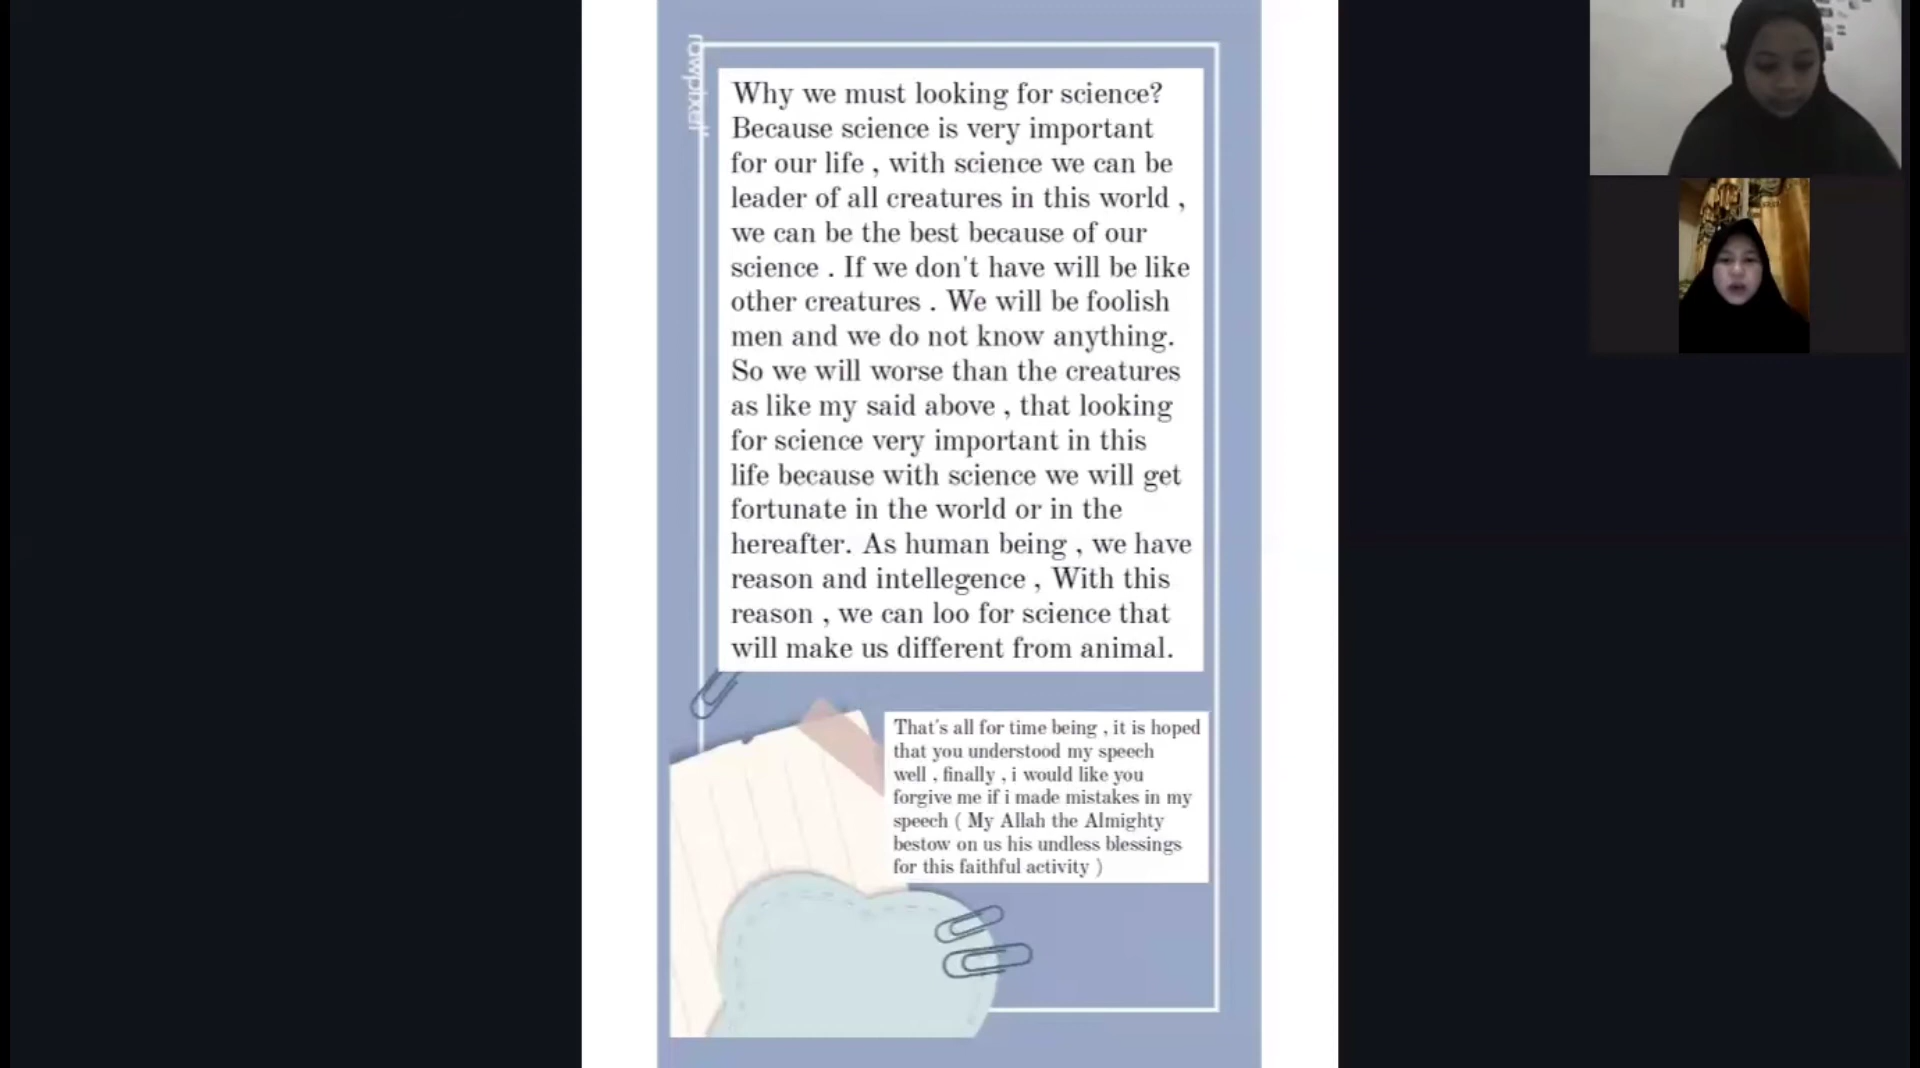 rawpixel
Why we must looking for science?
Because science is very important
for our life , with science we can be
leader of all creatures in this world ,
we can be the best because of our
science . If we don't have will be like
other creatures . We will be foolish
men and we do not know anything.
So we will worse than the creatures
as like my said above , that looking
for science very important in this
life because with science we will get
fortunate in the world or in the
hereafter. As human being , we have
reason and intellegence , With this
reason , we can loo for science that
will make us different from animal.
That's all for time being , it is hoped
that you understood my speech
well , finally , i would like you
forgive me if i made mistakes in my
speech ( My Allah the Almighty
bestow on us his undless blessings
for this faithful activity )